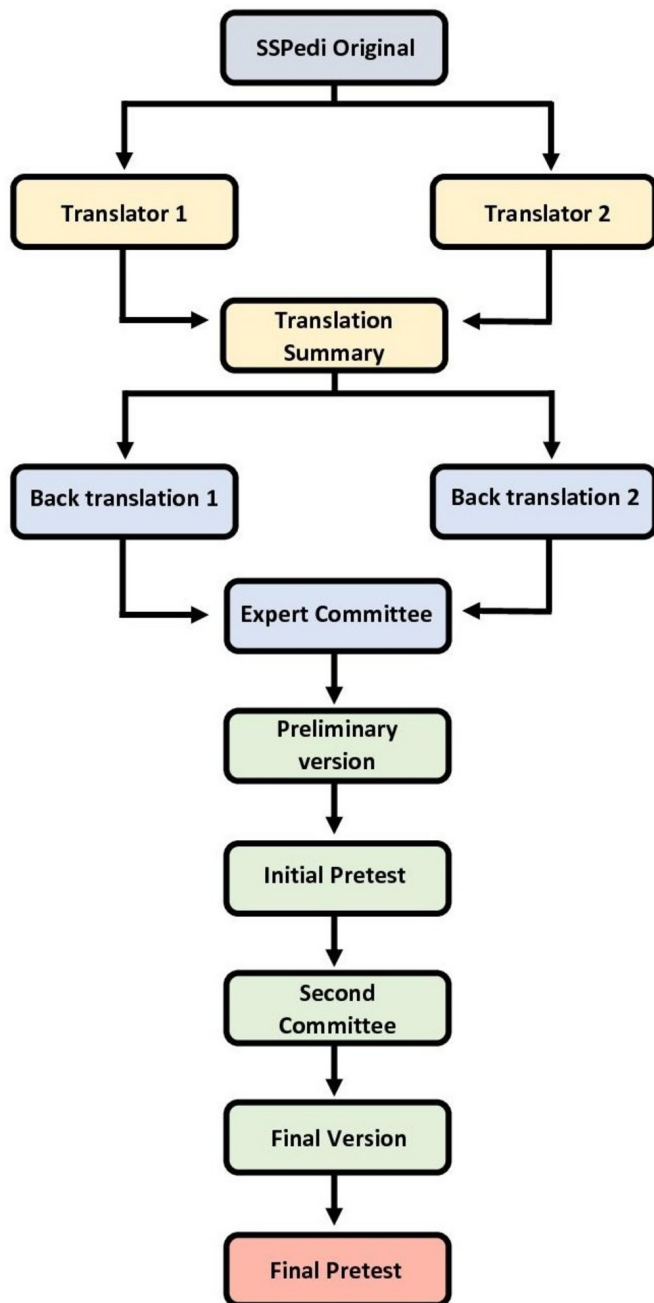 SSPedi Original
Translator 1
Translator 2
Translation
Summary
Back translation 1
Back translation 2
Expert Committee
Preliminary
version
Initial Pretest
Second
Committee
Final Version
Final Pretest